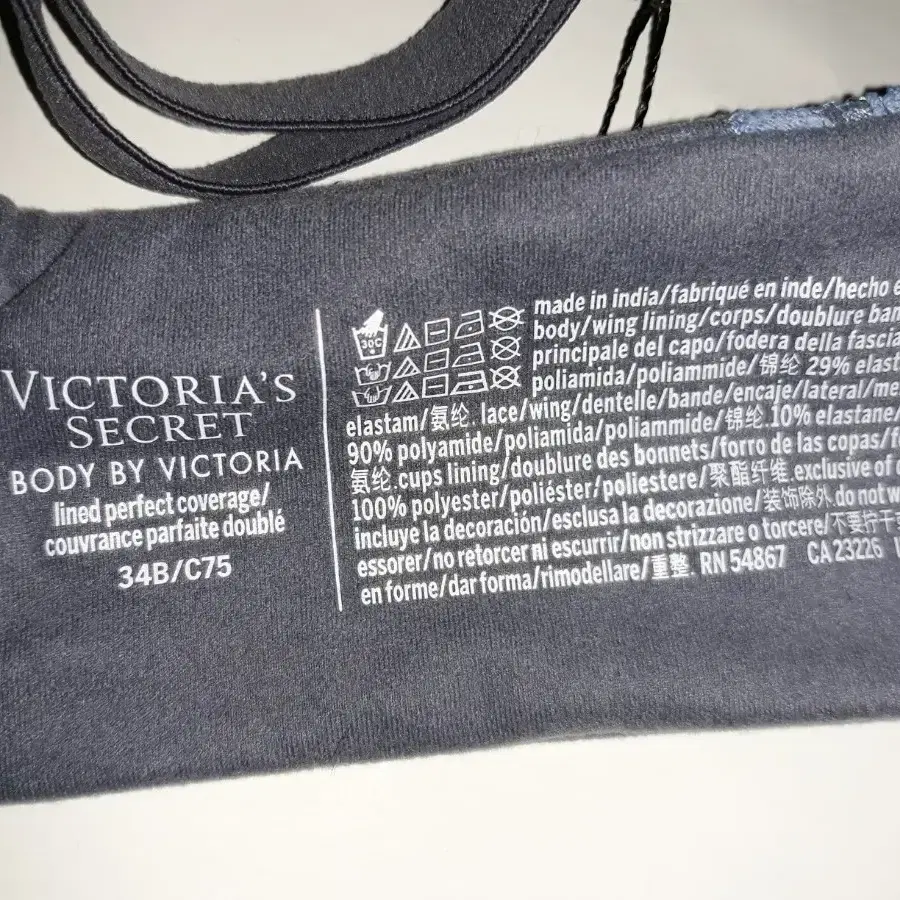 VICTORIA'S
SECRET
BODY BY VICTORIA
lined perfect coverage/
couvrance parfaite doublé
34B/C75
30C
made in india/fabriqué en inde/hecho e
body/wing lining/corps/doublure ban
principale del capo/fodera della fascia
poliamida/poliammide/锦纶 29% elast
elastam/氨纶. lace/wing/dentelle/bande/encaje/lateral/me
90% polyamide/poliamida/poliammide/锦纶.10% elastane/
氨纶.cups lining/doublure des bonnets/forro de las copas/f
100% polyester/poliéster/poliestere/聚酯纤维.exclusive of
incluye la decoración/esclusa la decorazione/装饰除外 do not w
essorer/no retorcer ni escurrir/non strizzare o torcere/不要拧干
en forme/dar forma/rimodellare/重整. RN 54867 CA 23226